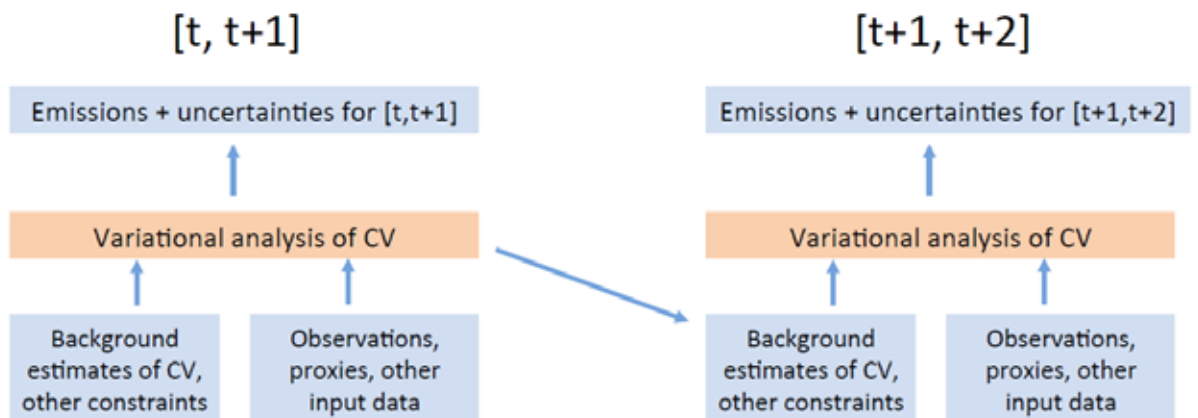 [t, t+1]
[t+1, t+2]
Emissions + uncertainties for [t,t+1]
Emissions + uncertainties for [t+1,t+2]
Variational analysis of CV
Variational analysis of CV
Background
estimates of CV,
other constraints
Observations,
proxies, other
input data
Background
estimates of CV,
other constraints
Observations,
proxies, other
input data